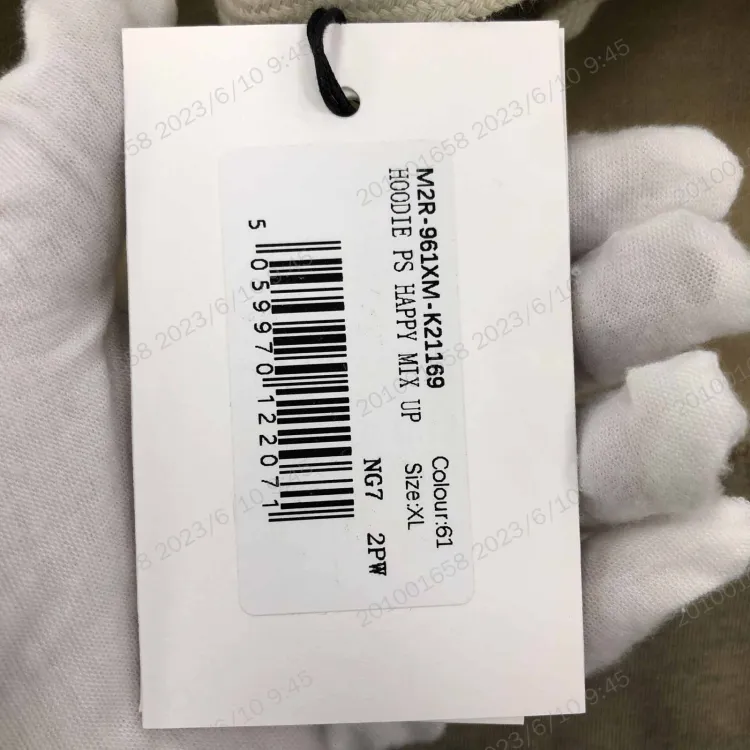 M2R-961XM-K21169
HOODIE PS HAPPY MIX UP
Colour:61
Size:XL
NG7 2PW
5 059970 122071
201001658 2023/6/10 9:45